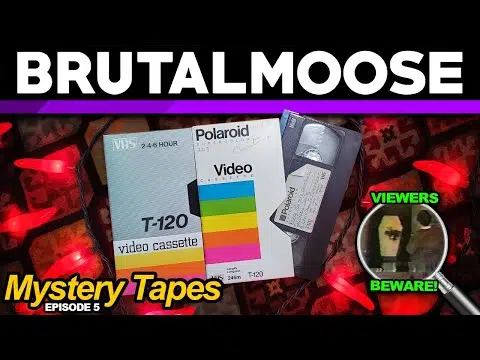 BRUTALMOOSE
VHS 2·4·6 HOUR
T-120
video cassette
Polaroid
Video
CASSETTE
T-120
Polaroid
VIEWERS
BEWARE!
Mystery Tapes
EPISODE 5